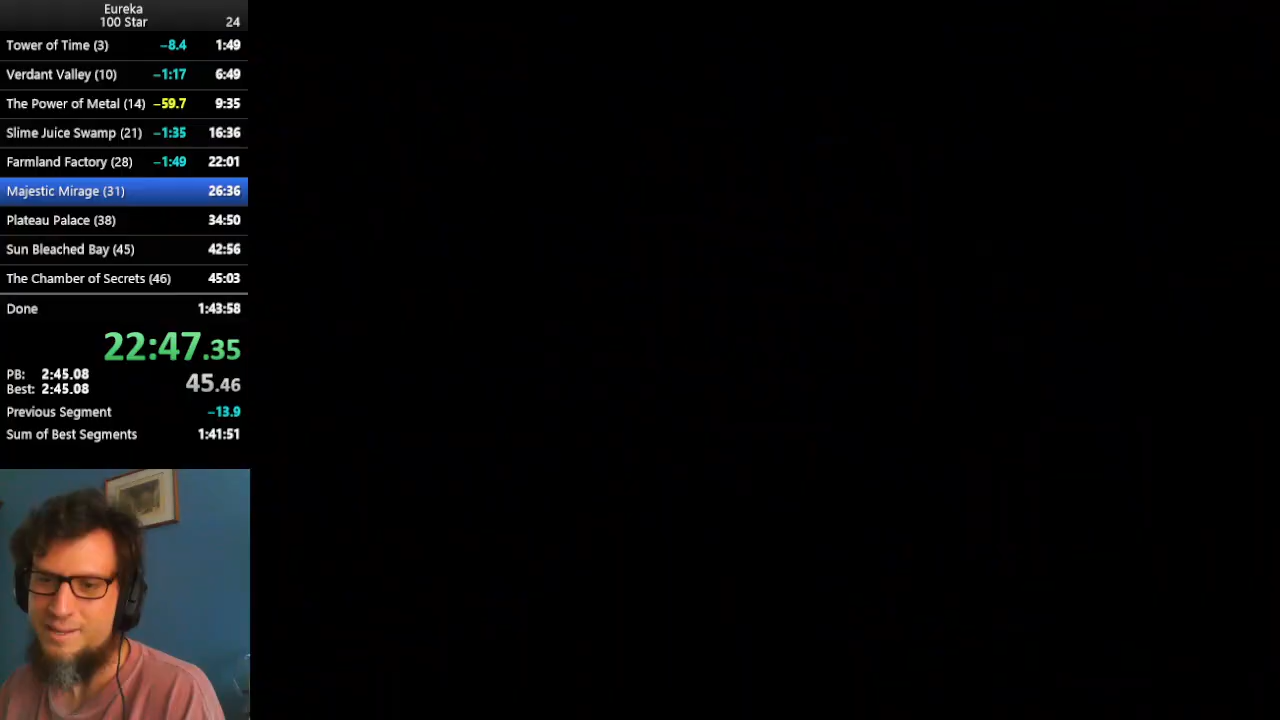 Eureka
100 Star 24
Tower of Time (3) −8.4 1:49
Verdant Valley (10) −1:17 6:49
The Power of Metal (14) −59.7 9:35
Slime Juice Swamp (21) −1:35 16:36
Farmland Factory (28) −1:49 22:01
Majestic Mirage (31) 26:36
Plateau Palace (38) 34:50
Sun Bleached Bay (45) 42:56
The Chamber of Secrets (46) 45:03
Done 1:43:58
22:47.35
PB: 2:45.08
Best: 2:45.08
45.46
Previous Segment −13.9
Sum of Best Segments 1:41:51